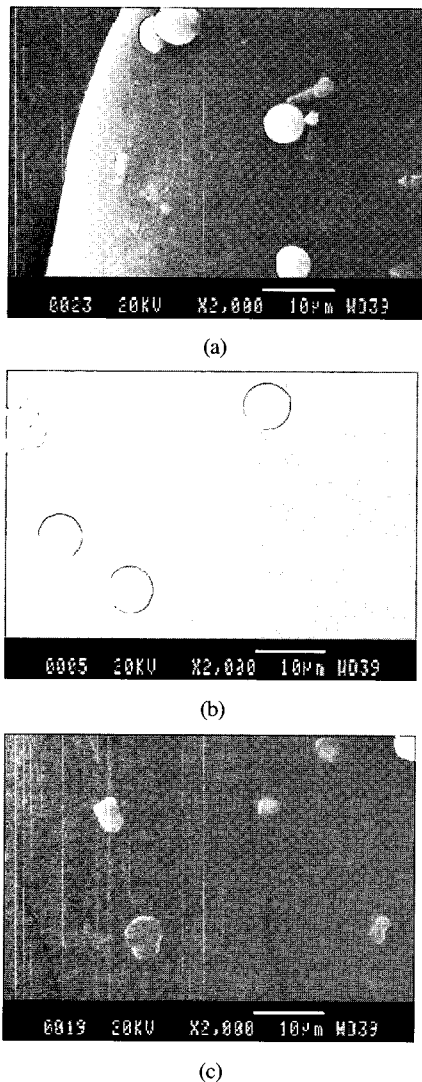 0023 20KV X2,000 10µm WD39
(a)
0005 20KV X2,000 10µm WD39
(b)
0019 20KV X2,000 10µm WD39
(c)